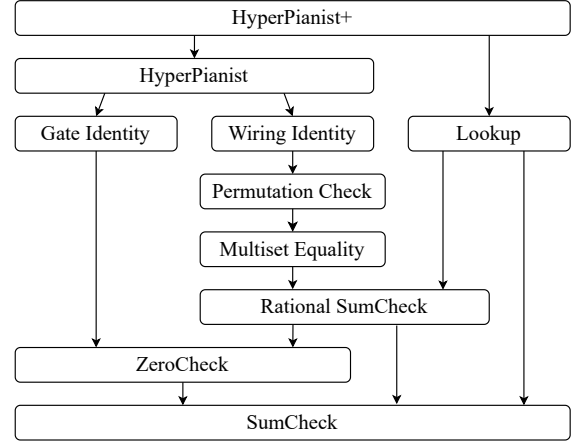 HyperPianist+
HyperPianist
Gate Identity
Wiring Identity
Lookup
Permutation Check
Multiset Equality
Rational SumCheck
ZeroCheck
SumCheck